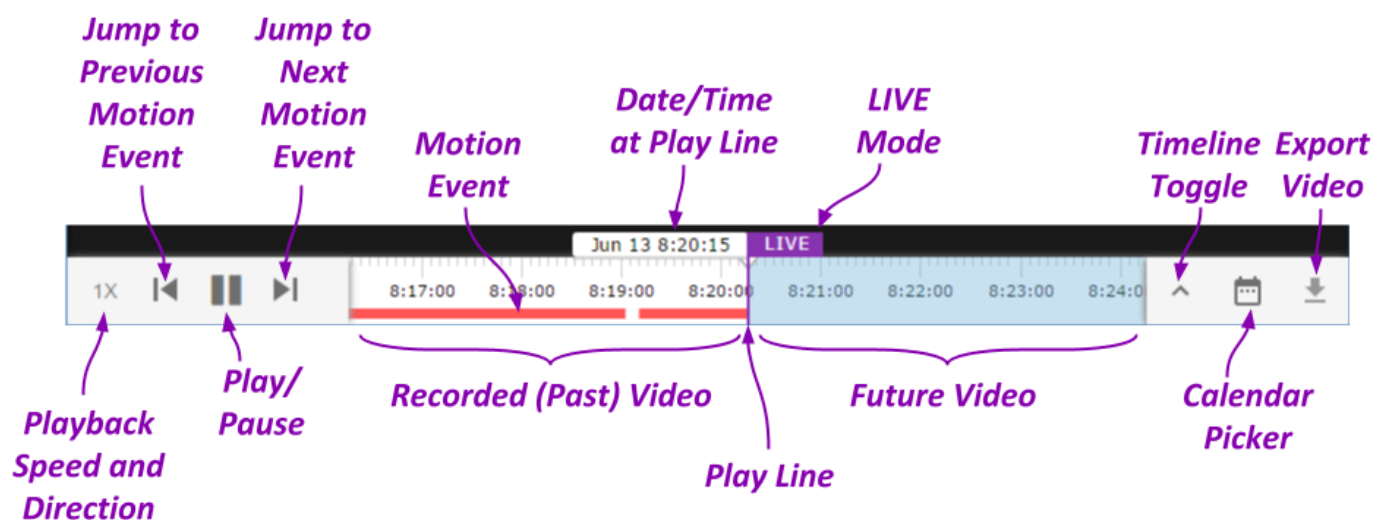 Jump to
Previous
Motion
Event
Jump to
Next
Motion
Event
Motion
Event
Date/Time
at Play Line
LIVE
Mode
Timeline
Toggle
Export
Video
Jun 13 8:20:15
LIVE
1X
8:17:00 8:18:00 8:19:00 8:20:00 8:21:00 8:22:00 8:23:00 8:24:0
Playback
Speed and
Direction
Play/
Pause
Recorded (Past) Video
Play Line
Future Video
Calendar
Picker